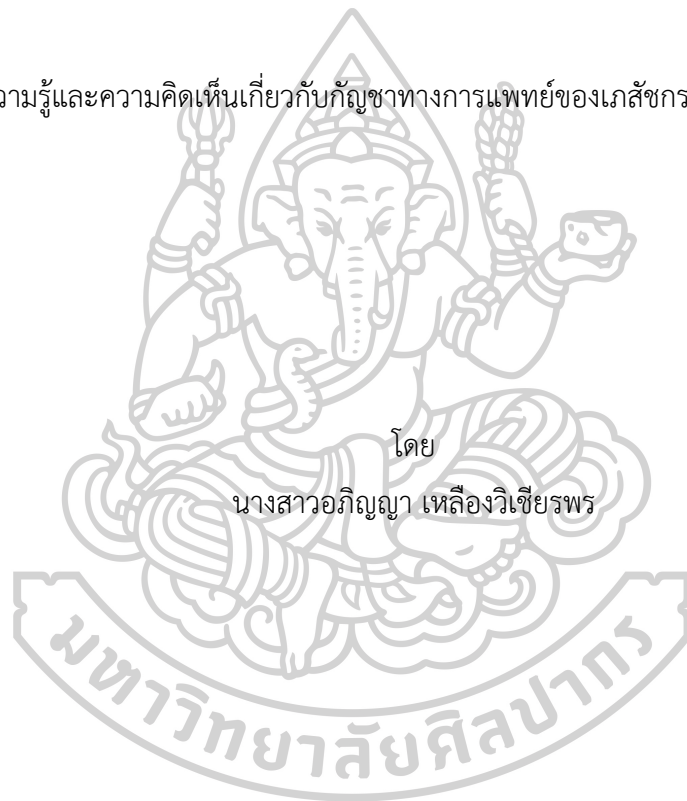 ความรู้และความคิดเห็นเกี่ยวกับกัญชาทางการแพทย์ของเภสัชกร
โดย
นางสาวอภิญญา เหลืองวิเชียรพร
มหาวิทยาลัยศิลปากร